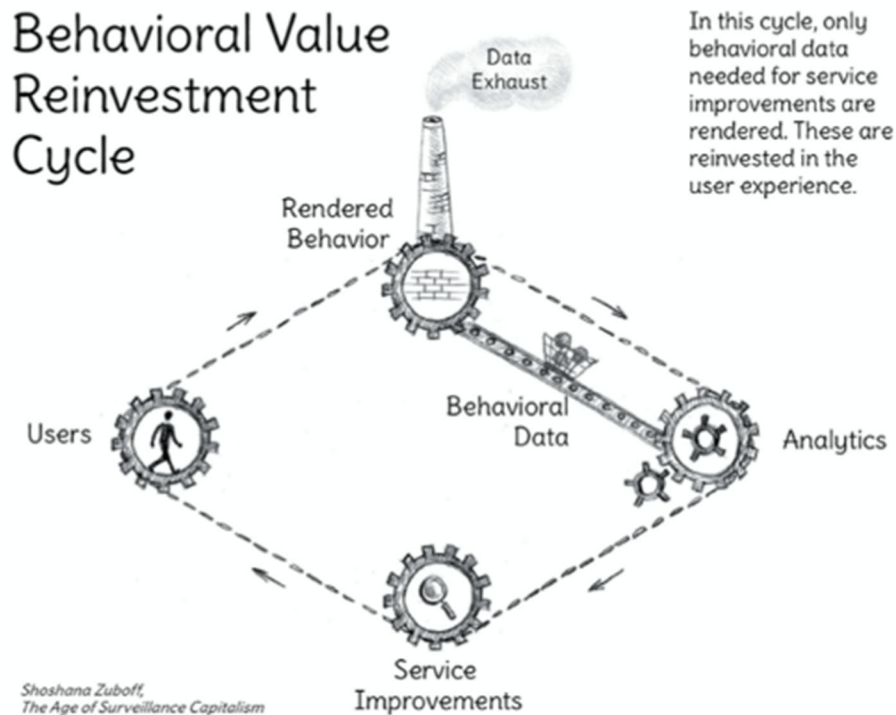 Behavioral Value
Reinvestment
Cycle
Data
Exhaust
In this cycle, only
behavioral data
needed for service
improvements are
rendered. These are
reinvested in the
user experience.
Rendered
Behavior
Users
Behavioral
Data
Analytics
Service
Improvements
Shoshana Zuboff,
The Age of Surveillance Capitalism